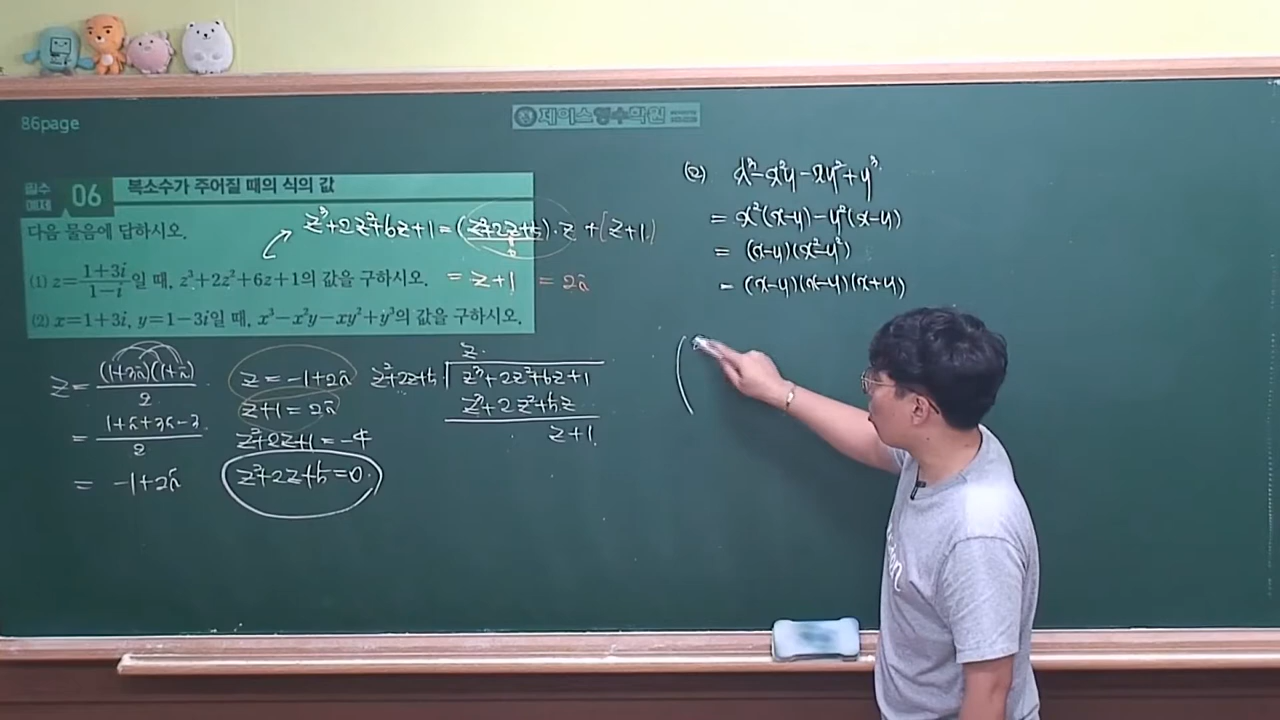 86page
제이스영수학원
필수 예제 06 복소수가 주어질 때의 식의 값
다음 물음에 답하시오.
(1) z=\frac{1+3i}{1-i}일 때, z³+2z²+6z+1의 값을 구하시오.
(2) x=1+3i, y=1-3i일 때, x³-x²y-xy²+y³의 값을 구하시오.
z³+2z²+6z+1=(z²+2z+5)·z+(z+1)
0
= z+1 = 2i
z=\frac{(1+3i)(1+i)}{2}
=\frac{1+i+3i-3}{2}
= -1+2i
z=-1+2i
z+1=2i
z²+2z+1=-4
z²+2z+5=0.
z
z²+2z+5 z³+2z²+6z+1
z³+2z²+5z
z+1.
(2) x³-x²y-xy²+y³
= x²(x-y)-y²(x-y)
= (x-y)(x²-y²)
= (x-y)(x-y)(x+y)
(